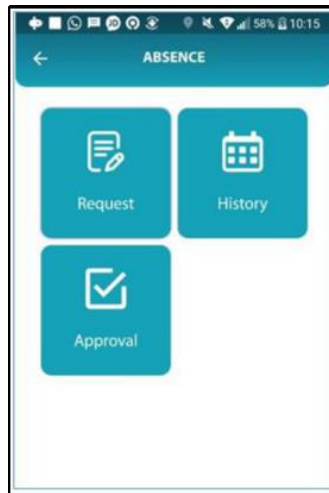 58% 10:15
ABSENCE
Request
History
Approval